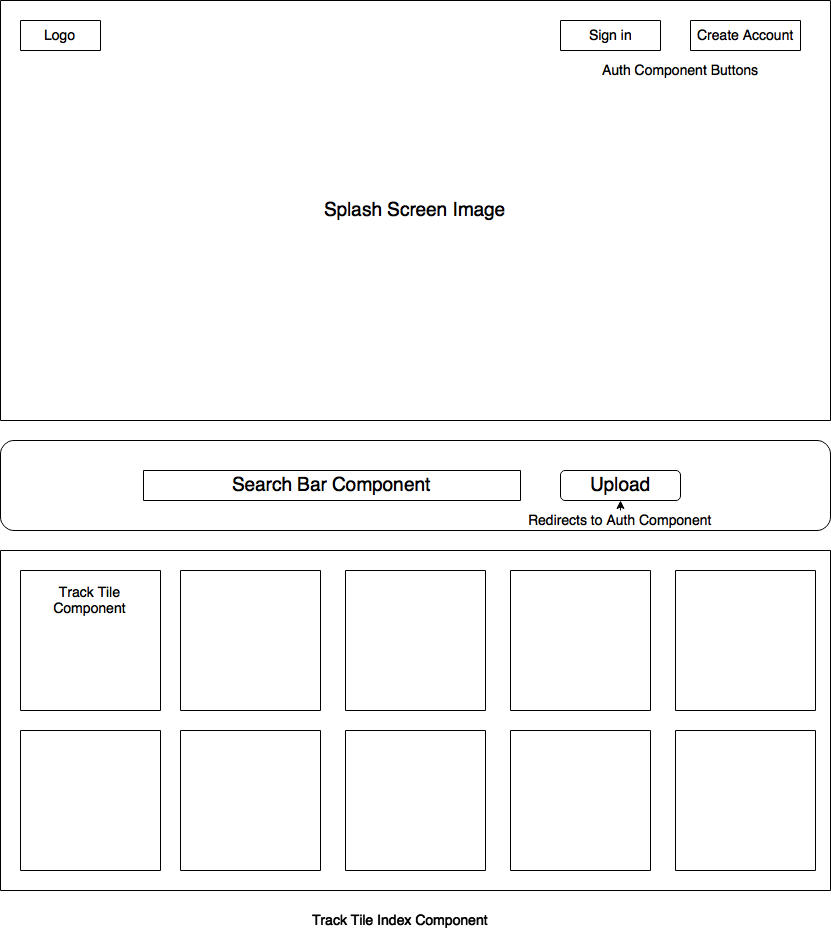 Logo
Sign in
Create Account
Auth Component Buttons
Splash Screen Image
Search Bar Component
Upload
Redirects to Auth Component
Track Tile
Component
Track Tile Index Component